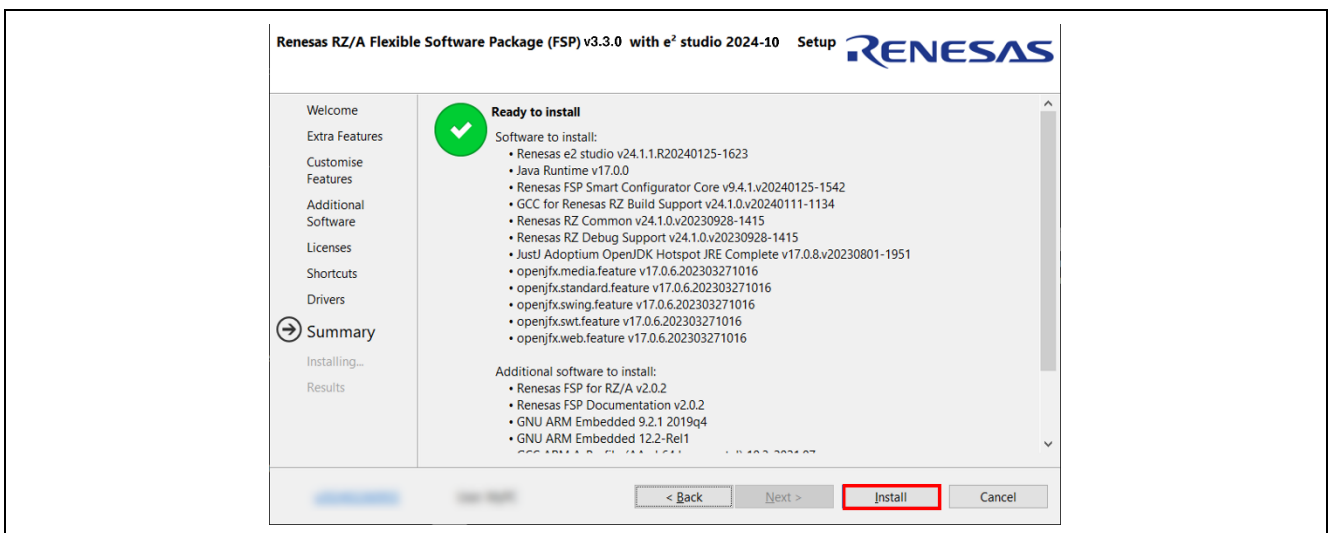 Renesas RZ/A Flexible Software Package (FSP) v3.3.0 with e² studio 2024-10 Setup
RENESAS
Welcome
Extra Features
Customise
Features
Additional
Software
Licenses
Shortcuts
Drivers
Summary
Installing...
Results
Ready to install
Software to install:
• Renesas e2 studio v24.1.1.R20240125-1623
• Java Runtime v17.0.0
• Renesas FSP Smart Configurator Core v9.4.1.v20240125-1542
• GCC for Renesas RZ Build Support v24.1.0.v20240111-1134
• Renesas RZ Common v24.1.0.v20230928-1415
• Renesas RZ Debug Support v24.1.0.v20230928-1415
• JustJ Adoptium OpenJDK Hotspot JRE Complete v17.0.8.v20230801-1951
• openjfx.media.feature v17.0.6.202303271016
• openjfx.standard.feature v17.0.6.202303271016
• openjfx.swing.feature v17.0.6.202303271016
• openjfx.swt.feature v17.0.6.202303271016
• openjfx.web.feature v17.0.6.202303271016
Additional software to install:
• Renesas FSP for RZ/A v2.0.2
• Renesas FSP Documentation v2.0.2
• GNU ARM Embedded 9.2.1 2019q4
• GNU ARM Embedded 12.2-Rel1
< Back Next > Install Cancel